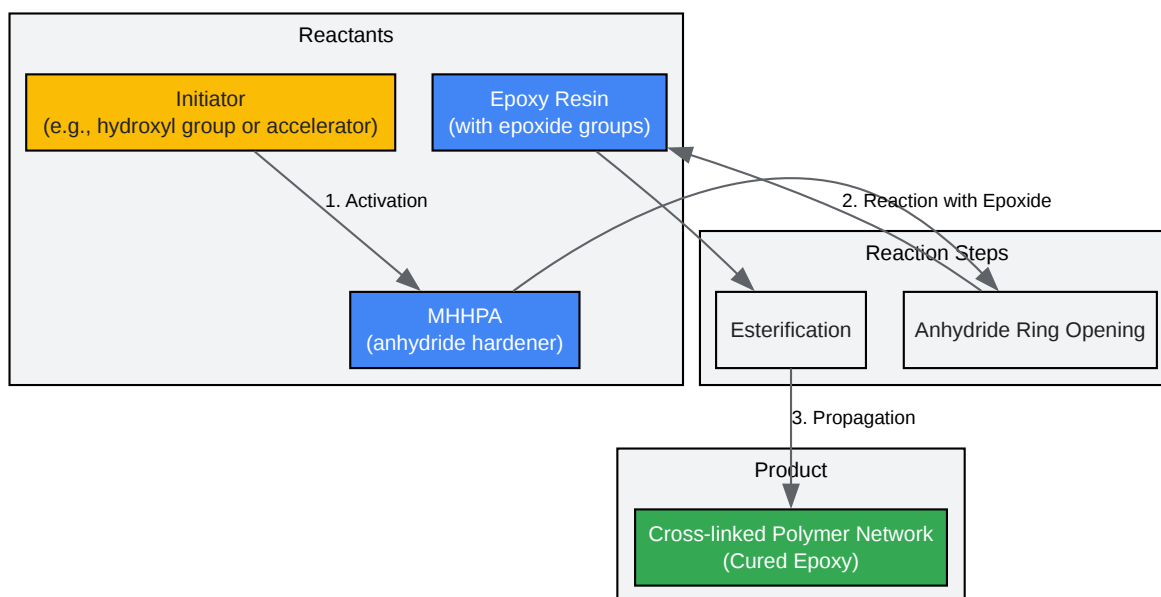 Reactants
Initiator
(e.g., hydroxyl group or accelerator)
Epoxy Resin
(with epoxide groups)
1. Activation
2. Reaction with Epoxide
Reaction Steps
MHHPA
(anhydride hardener)
Esterification
Anhydride Ring Opening
3. Propagation
Product
Cross-linked Polymer Network
(Cured Epoxy)